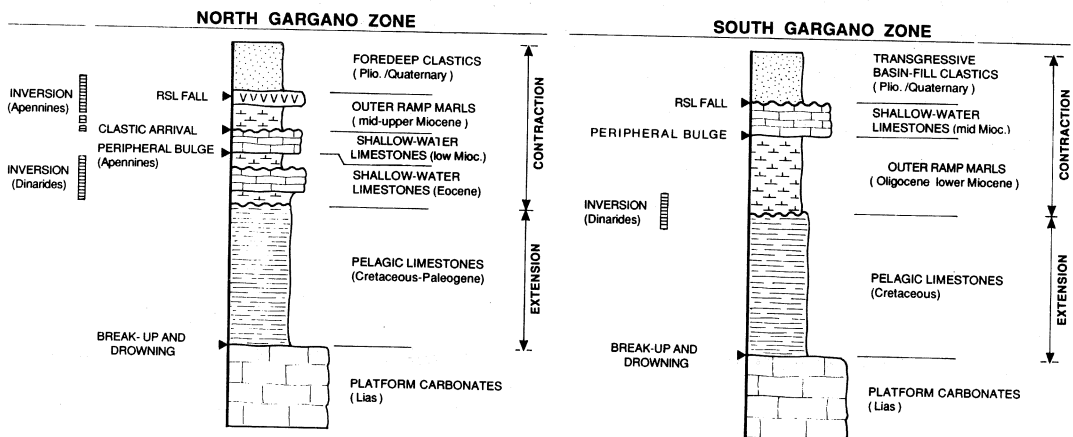 NORTH GARGANO ZONE
FOREDEEP CLASTICS
( Plio. /Quaternary )
INVERSION
(Apennines)
RSL FALL
V V V V V
OUTER RAMP MARLS
( mid-upper Miocene )
CLASTIC ARRIVAL
SHALLOW-WATER
LIMESTONES (low Mioc.)
PERIPHERAL BULGE
(Apennines)
INVERSION
(Dinarides)
SHALLOW-WATER
LIMESTONES (Eocene)
CONTRACTION
PELAGIC LIMESTONES
(Cretaceous-Paleogene)
EXTENSION
BREAK- UP AND
DROWNING
PLATFORM CARBONATES
( Lias )
SOUTH GARGANO ZONE
TRANSGRESSIVE
BASIN-FILL CLASTICS
( Plio. /Quaternary )
RSL FALL
SHALLOW-WATER
LIMESTONES (mid Mioc.)
PERIPHERAL BULGE
OUTER RAMP MARLS
( Oligocene lower Miocene )
CONTRACTION
INVERSION
(Dinarides)
PELAGIC LIMESTONES
(Cretaceous)
EXTENSION
BREAK-UP AND
DROWNING
PLATFORM CARBONATES
( Lias )